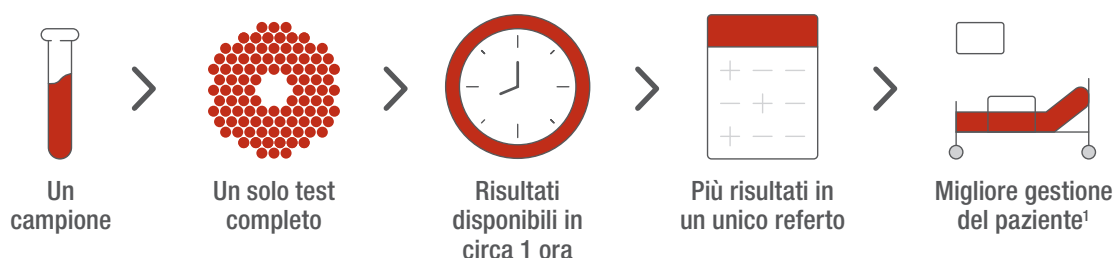 Un
campione
Un solo test
completo
Risultati
disponibili in
circa 1 ora
Più risultati in
un unico referto
Migliore gestione
del paziente¹